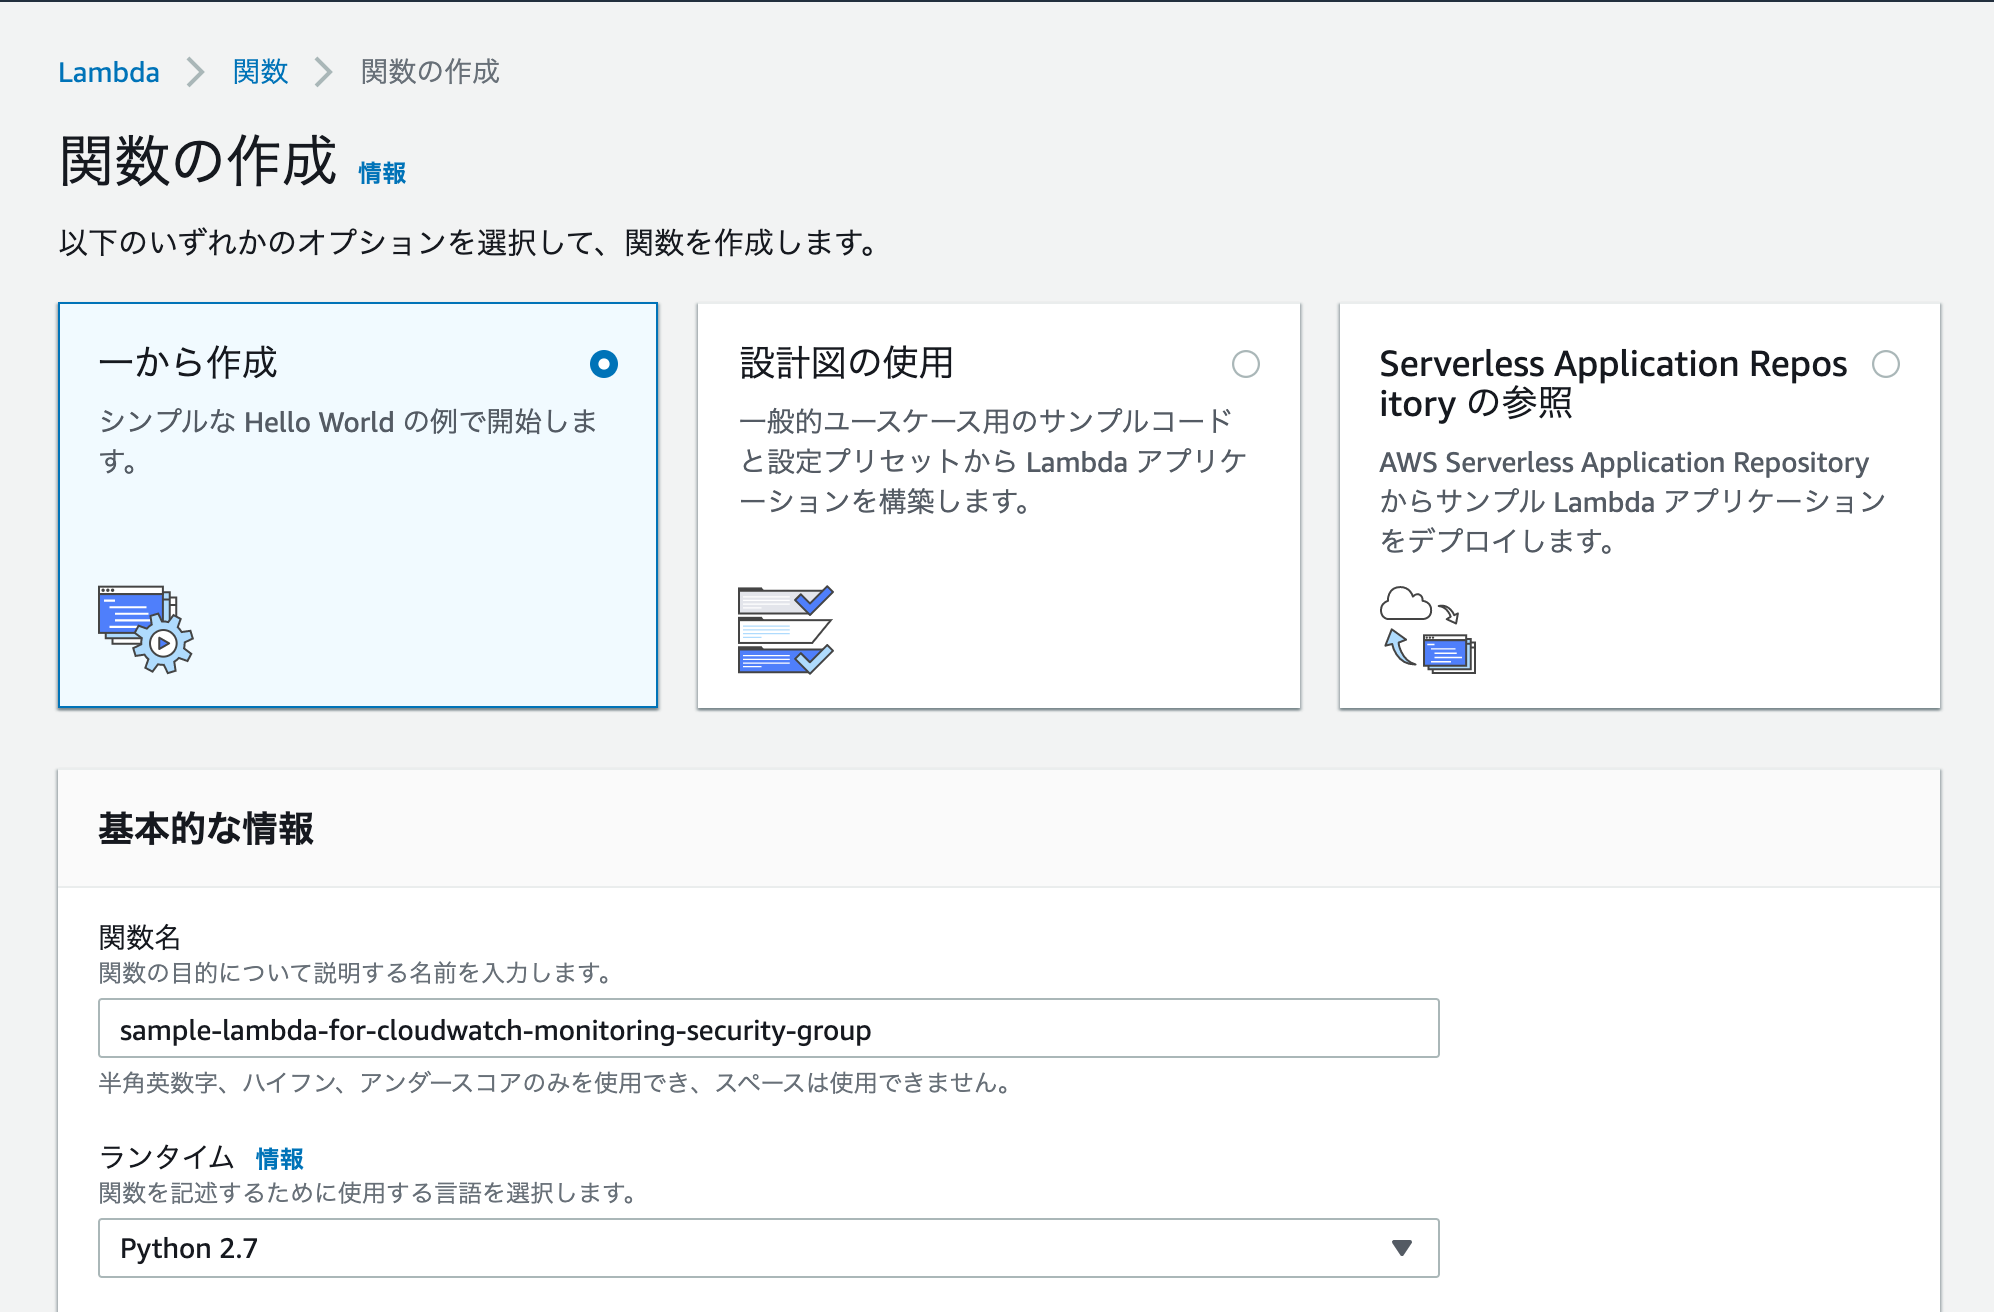 Lambda > 関数 > 関数の作成
関数の作成 情報
以下のいずれかのオプションを選択して、関数を作成します。
一から作成
シンプルな Hello World の例で開始しま
す。
設計図の使用
一般的ユースケース用のサンプルコード
と設定プリセットから Lambda アプリケ
ーションを構築します。
Serverless Application Repos
itory の参照
AWS Serverless Application Repository
からサンプル Lambda アプリケーション
をデプロイします。
基本的な情報
関数名
関数の目的について説明する名前を入力します。
sample-lambda-for-cloudwatch-monitoring-security-group
半角英数字、ハイフン、アンダースコアのみを使用でき、スペースは使用できません。
ランタイム 情報
関数を記述するために使用する言語を選択します。
Python 2.7